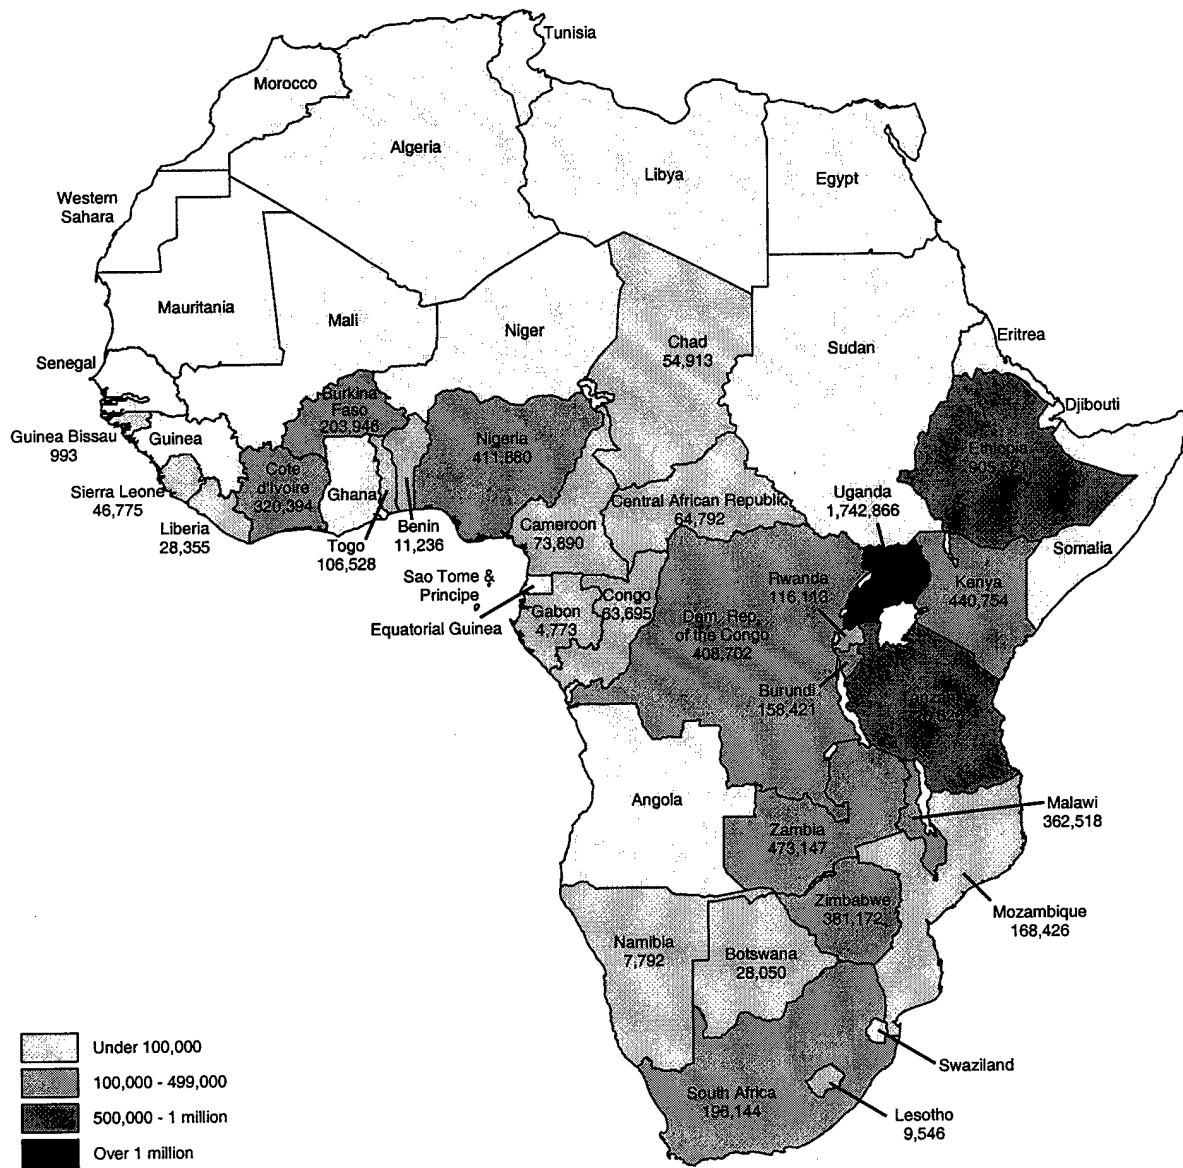 Tunisia
Morocco
Algeria
Libya
Egypt
Western
Sahara
Mauritania
Mali
Niger
Chad
54,913
Sudan
Eritrea
Senegal
Djibouti
Burkina
Faso
203,948
Guinea Bissau
993
Guinea
Nigeria
411,880
Ethiopia
Sierra Leone
46,775
Cote
d'Ivoire
320,394
Ghana
Central African Republic
64,792
Uganda
1,742,866
Liberia
28,355
Benin
11,236
Togo
106,528
Cameroon
73,890
Somalia
Sao Tome &
Principe
Rwanda
116,113
Kenya
440,754
Equatorial Guinea
Gabon
4,773
Congo
63,695
Dem. Rep.
of the Congo
408,702
Burundi
158,421
Angola
Malawi
362,518
Zambia
473,147
Zimbabwe
381,172
Mozambique
168,426
Namibia
7,792
Botswana
28,050
Swaziland
South Africa
196,144
Lesotho
9,546
Under 100,000
100,000 - 499,000
500,000 - 1 million
Over 1 million